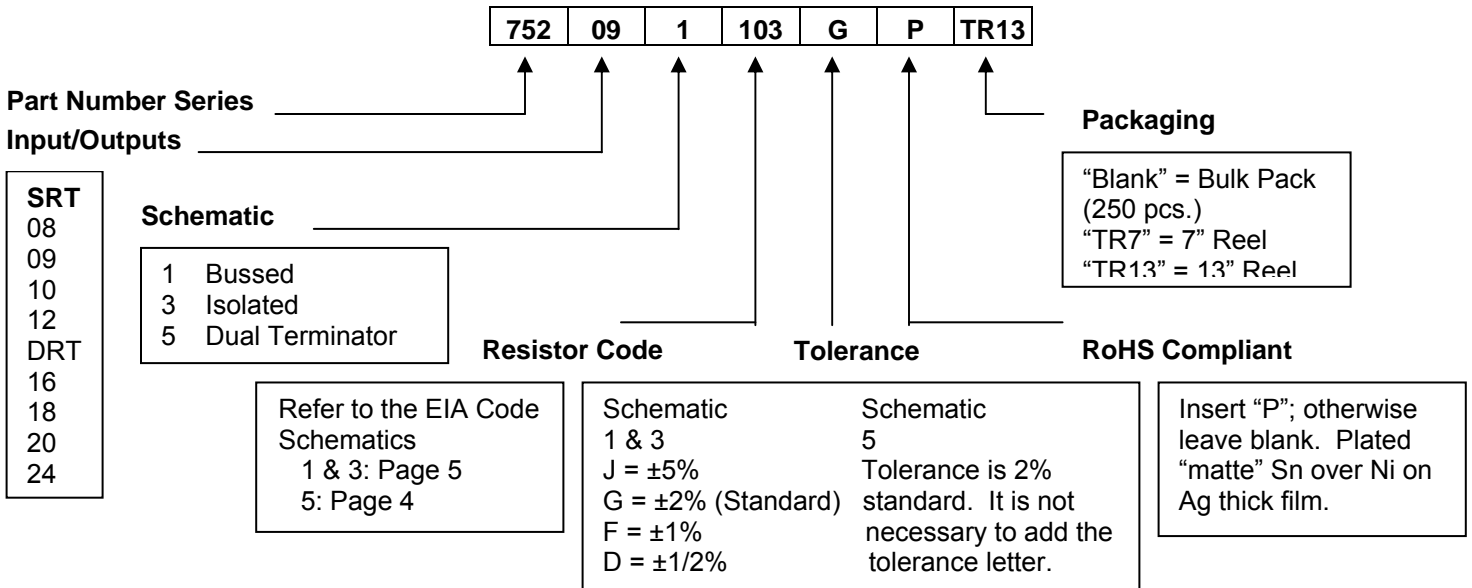 752 09 1 103 G P TR13
Part Number Series
Input/Outputs
SRT
08
09
10
12
DRT
16
18
20
24
Schematic
1 Bussed
3 Isolated
5 Dual Terminator
Resistor Code
Refer to the EIA Code
Schematics
1 & 3: Page 5
5: Page 4
Tolerance
Schematic
1 & 3
J = ±5%
G = ±2% (Standard)
F = ±1%
D = ±1/2%
Schematic
5
Tolerance is 2%
standard. It is not
necessary to add the
tolerance letter.
Packaging
“Blank” = Bulk Pack
(250 pcs.)
“TR7” = 7” Reel
“TR13” = 13” Reel
RoHS Compliant
Insert “P”; otherwise
leave blank. Plated
“matte” Sn over Ni on
Ag thick film.